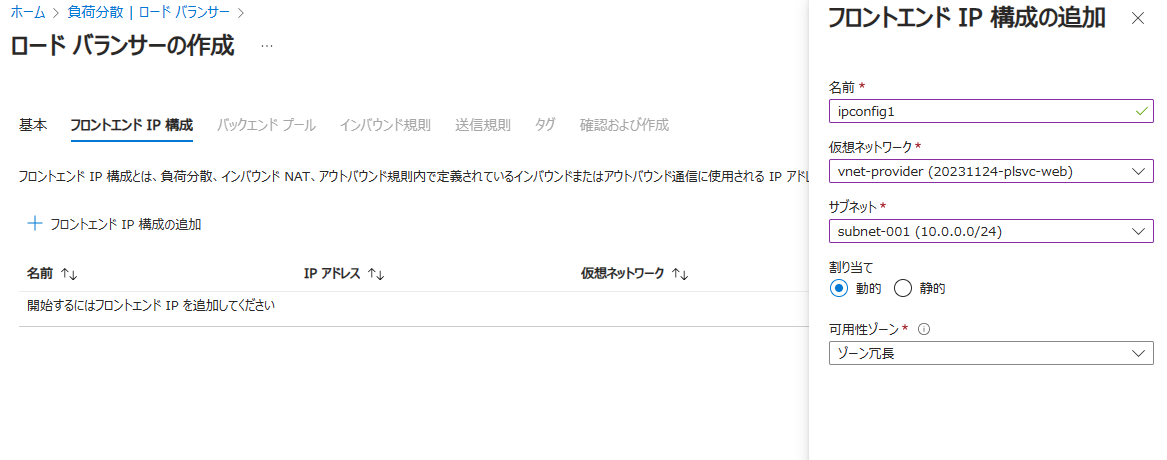 ホーム > 負荷分散 | ロード バランサー >
ロード バランサーの作成 …
基本 フロントエンド IP 構成 バックエンド プール インバウンド規則 送信規則 タグ 確認および作成
フロントエンド IP 構成とは、負荷分散、インバウンド NAT、アウトバウンド規則内で定義されているインバウンドまたはアウトバウンド通信に使用される IP アドレ
+ フロントエンド IP 構成の追加
名前 ↑↓ IP アドレス ↑↓ 仮想ネットワーク ↑↓
開始するにはフロントエンド IP を追加してください
フロントエンド IP 構成の追加
名前 *
ipconfig1
仮想ネットワーク *
vnet-provider (20231124-plsvc-web)
サブネット *
subnet-001 (10.0.0.0/24)
割り当て
動的 静的
可用性ゾーン *
ゾーン冗長